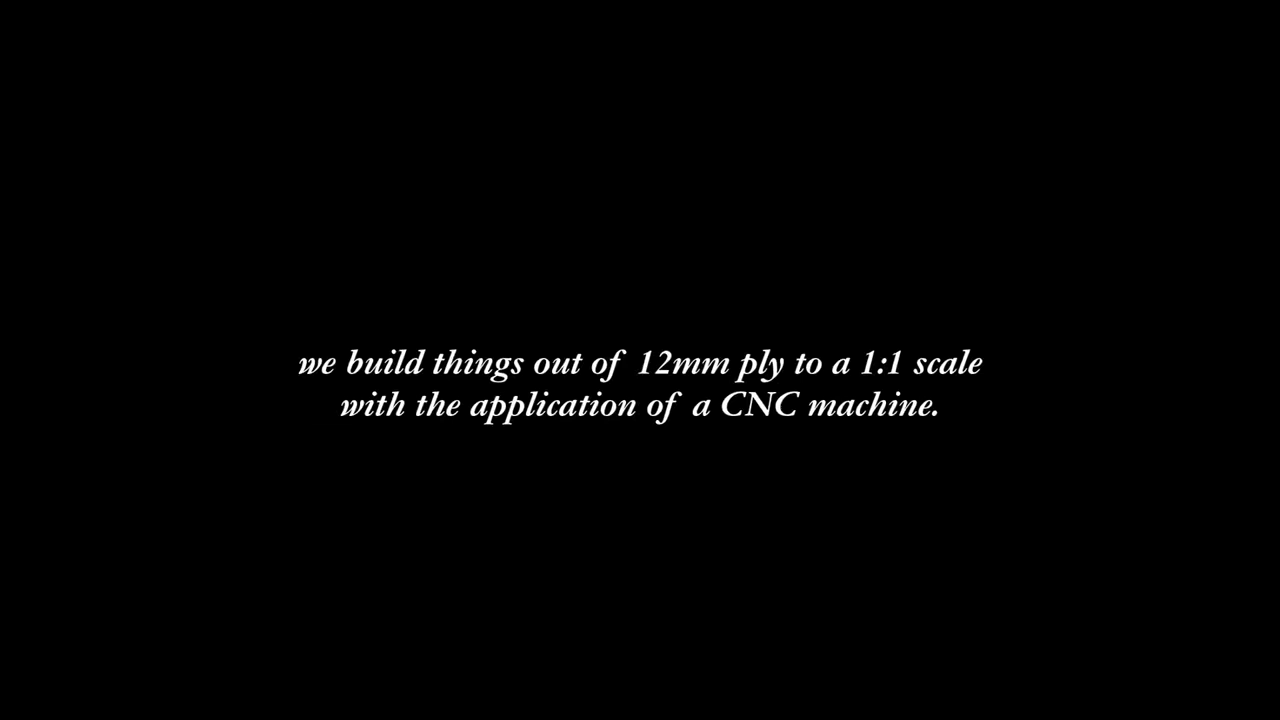 we build things out of 12mm ply to a 1:1 scale
with the application of a CNC machine.